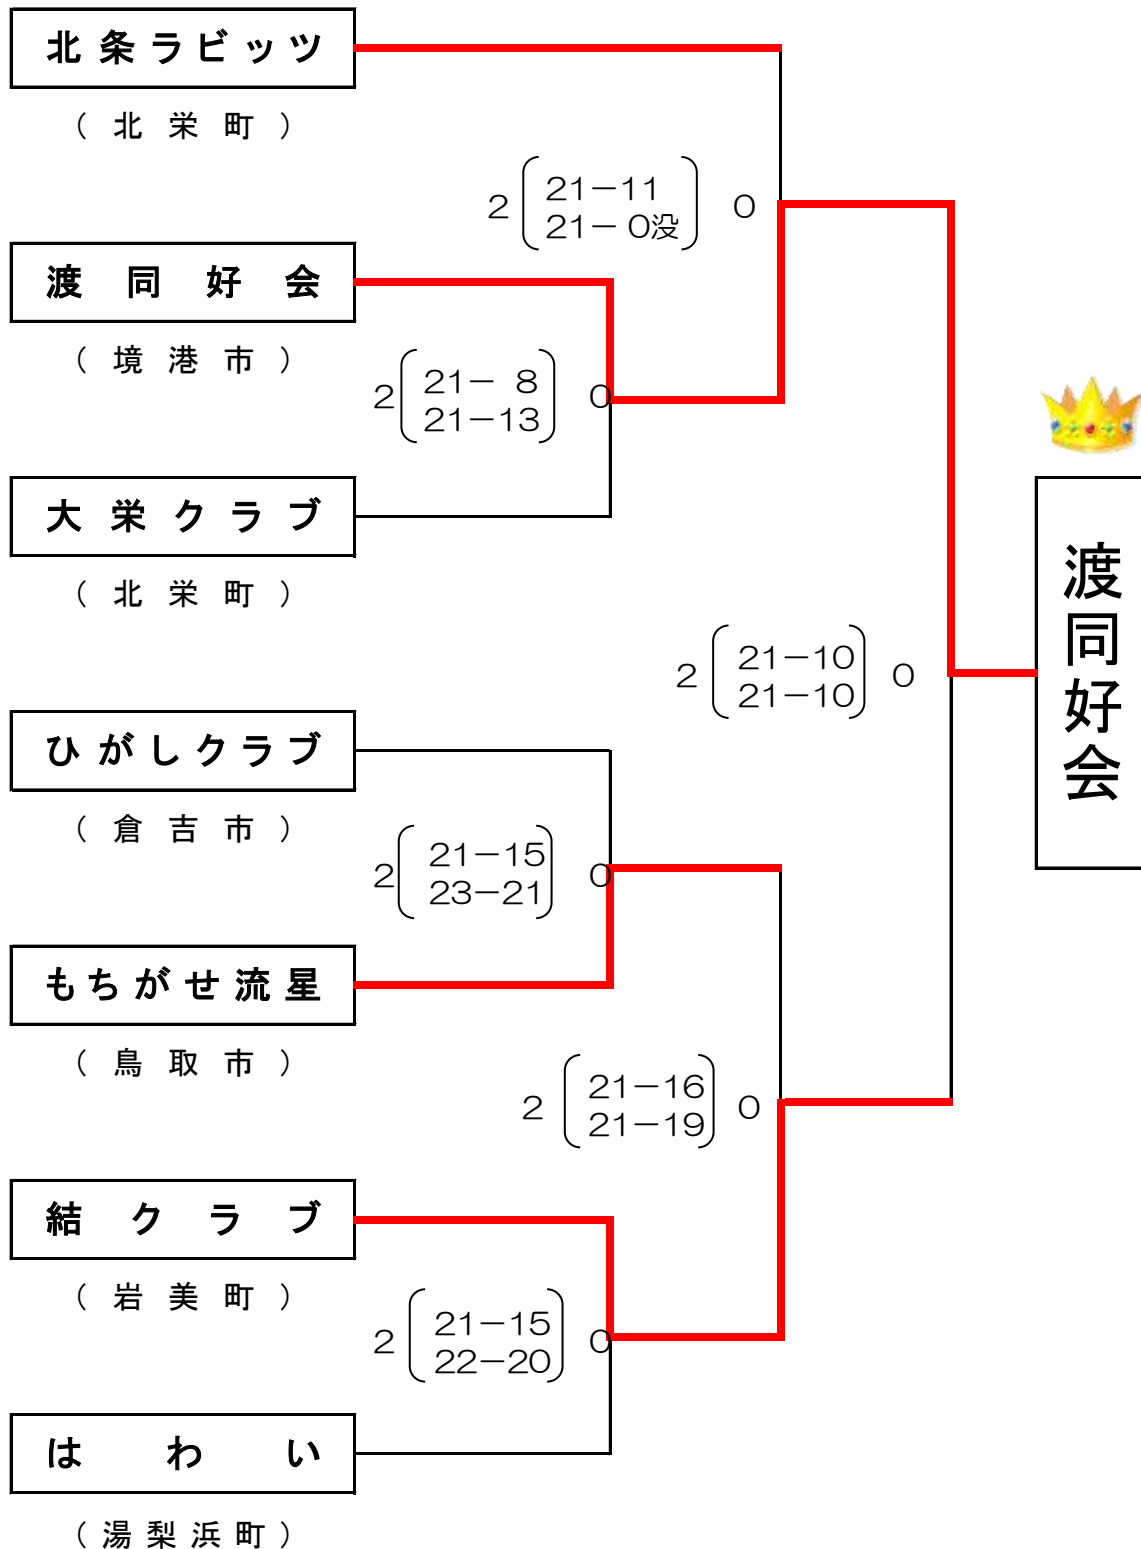 北条ラビッツ
（北栄町）
2 21－11 0
21－0没
渡同好会
（境港市）
2 21－ 8 0
21－13
大栄クラブ
（北栄町）
渡同好会
2 21－10 0
21－10
ひがしクラブ
（倉吉市）
2 21－15 0
23－21
もちがせ流星
（鳥取市）
2 21－16 0
21－19
結クラブ
（岩美町）
2 21－15 0
22－20
はわい
（湯梨浜町）